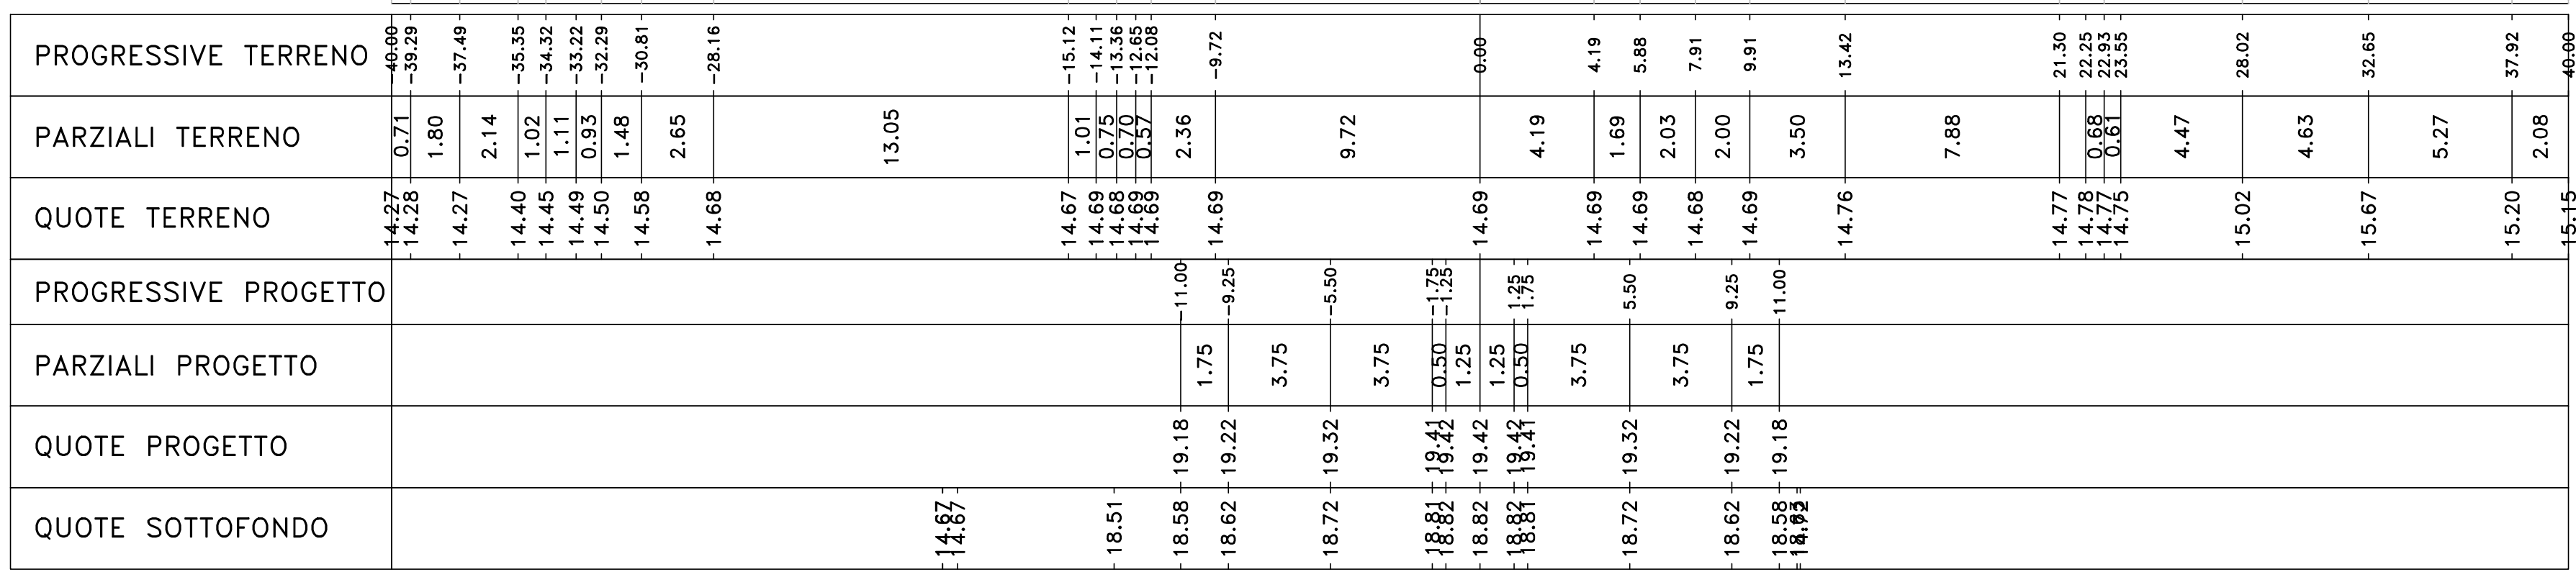 PROGRESSIVE TERRENO -40.00 -39.29 -37.49 -35.35 -34.32 -33.22 -32.29 -30.81 -28.16 -15.12 -14.11 -13.36 -12.65 -12.08 -9.72 0.00 4.19 5.88 7.91 9.91 13.42 21.30 22.25 22.93 23.55 28.02 32.65 37.92 40.00
PARZIALI TERRENO 0.71 1.80 2.14 1.02 1.11 0.93 1.48 2.65 13.05 1.01 0.75 0.70 0.57 2.36 9.72 4.19 1.69 2.03 2.00 3.50 7.88 0.68 0.61 4.47 4.63 5.27 2.08
QUOTE TERRENO 14.27 14.28 14.27 14.40 14.45 14.49 14.50 14.58 14.68 14.67 14.69 14.68 14.69 14.69 14.69 14.69 14.69 14.69 14.68 14.69 14.76 14.77 14.78 14.77 14.75 15.02 15.67 15.20 15.15
PROGRESSIVE PROGETTO -11.00 -9.25 -5.50 -1.75 -1.25 1.25 1.75 5.50 9.25 11.00
PARZIALI PROGETTO 1.75 3.75 3.75 0.50 1.25 1.25 0.50 3.75 3.75 1.75
QUOTE PROGETTO 19.18 19.22 19.32 19.41 19.42 19.42 19.42 19.41 19.32 19.22 19.18
QUOTE SOTTOFONDO 14.67 14.67 18.51 18.58 18.62 18.72 18.81 18.82 18.82 18.82 18.81 18.72 18.62 18.58